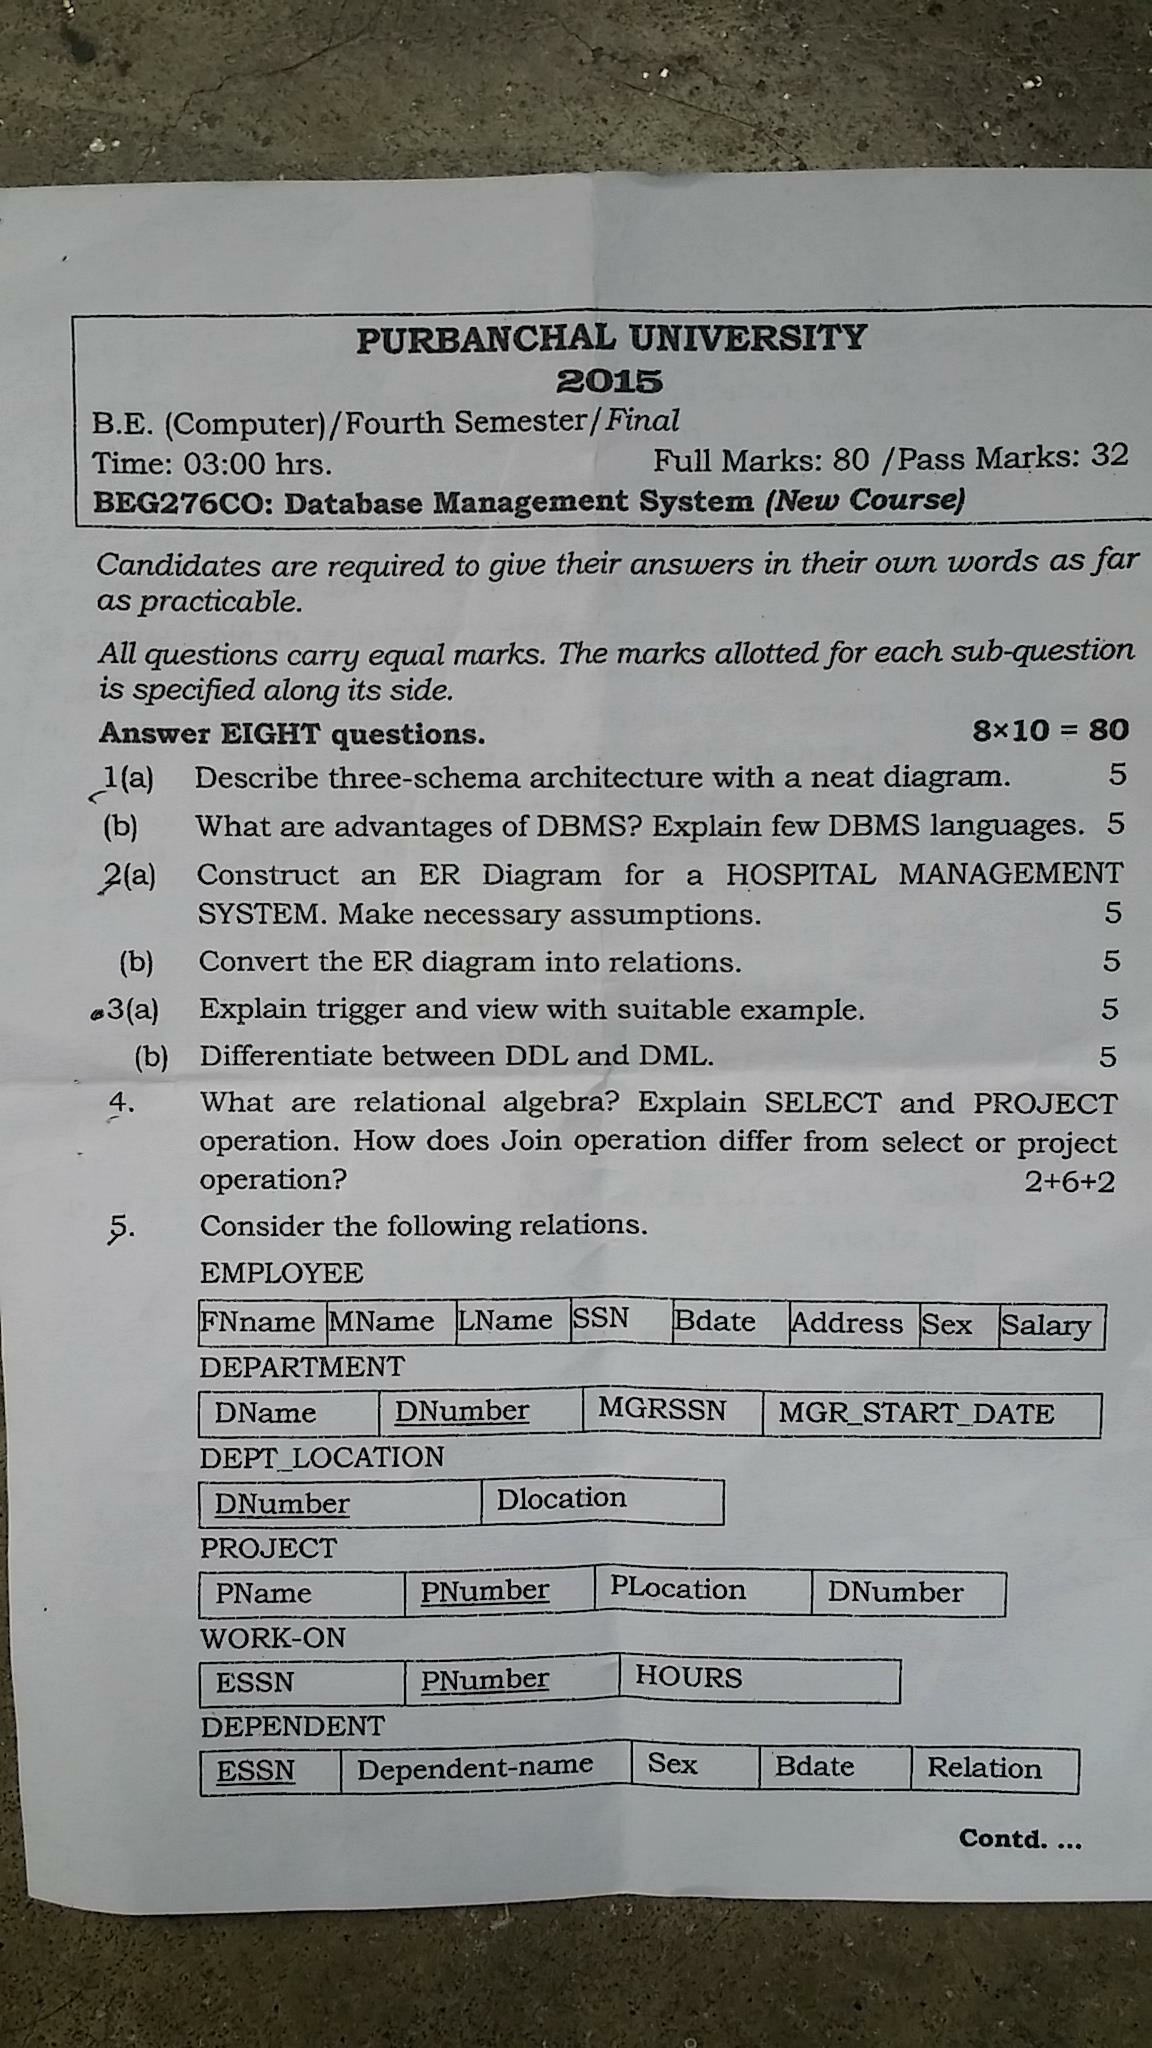 PURBANCHAL UNIVERSITY
2015
B.E. (Computer)/Fourth Semester/Final
Time: 03:00 hrs. Full Marks: 80 /Pass Marks: 32
BEG276CO: Database Management System (New Course)
Candidates are required to give their answers in their own words as far
as practicable.
All questions carry equal marks. The marks allotted for each sub-question
is specified along its side.
Answer EIGHT questions. 8×10 = 80
1(a) Describe three-schema architecture with a neat diagram. 5
(b) What are advantages of DBMS? Explain few DBMS languages. 5
2(a) Construct an ER Diagram for a HOSPITAL MANAGEMENT
SYSTEM. Make necessary assumptions. 5
(b) Convert the ER diagram into relations. 5
3(a) Explain trigger and view with suitable example. 5
(b) Differentiate between DDL and DML. 5
4. What are relational algebra? Explain SELECT and PROJECT
operation. How does Join operation differ from select or project
operation? 2+6+2
5. Consider the following relations.
EMPLOYEE
FNname MName LName SSN Bdate Address Sex Salary
DEPARTMENT
DName DNumber MGRSSN MGR_START_DATE
DEPT_LOCATION
DNumber Dlocation
PROJECT
PName PNumber PLocation DNumber
WORK-ON
ESSN PNumber HOURS
DEPENDENT
ESSN Dependent-name Sex Bdate Relation
Contd. ...